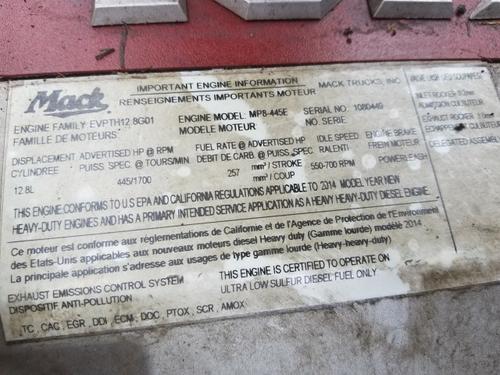 IMPORTANT ENGINE INFORMATION
RENSEIGNEMENTS IMPORTANTS MOTEUR
MACK TRUCKS, INC
Mack
ENGINE FAMILY: EVPTH12.8G01
FAMILLE DE MOTEURS:
ENGINE MODEL: MP8-445E
MODELE MOTEUR
SERIAL NO: 1080449
NO. SERIE:
DISPLACEMENT ADVERTISED HP @ RPM FUEL RATE @ ADVERTISED HP IDLE SPEED ENGINE BRAKE
CYLINDREE PUISS. SPEC @ TOURS/MIN DEBIT DE CARB. @ PUISS. SPEC RALENTI FREIN MOTEUR
12.8L 445/1700 257 mm³ / STROKE 550-700 RPM POWERLEASH
mm³ / COUP
THIS ENGINE CONFORMS TO U S EPA AND CALIFORNIA REGULATIONS APPLICABLE TO 2014 MODEL YEAR NEW
HEAVY-DUTY ENGINES AND HAS A PRIMARY INTENDED SERVICE APPLICATION AS A HEAVY HEAVY-DUTY DIESEL ENGINE.
Ce moteur est conforme aux réglementations de Californie et de l'Agence de Protection de l'Environment
des Etats-Unis applicables aux nouveaux moteurs diesel Heavy duty (Gamme lourde) modèle 2014
La principale application s'adresse aux usages de type gamme lourde (Heavy-heavy-duty)
EXHAUST EMISSIONS CONTROL SYSTEM
DISPOSITIF ANTI-POLLUTION
THIS ENGINE IS CERTIFIED TO OPERATE ON
ULTRA LOW SULFUR DIESEL FUEL ONLY
, TC, CAC, EGR, DDI, ECM, DOC, PTOX, SCR, AMOX
INLET ROCKER
EXHAUST ROCKER
DELEGATED ASSEMBLY